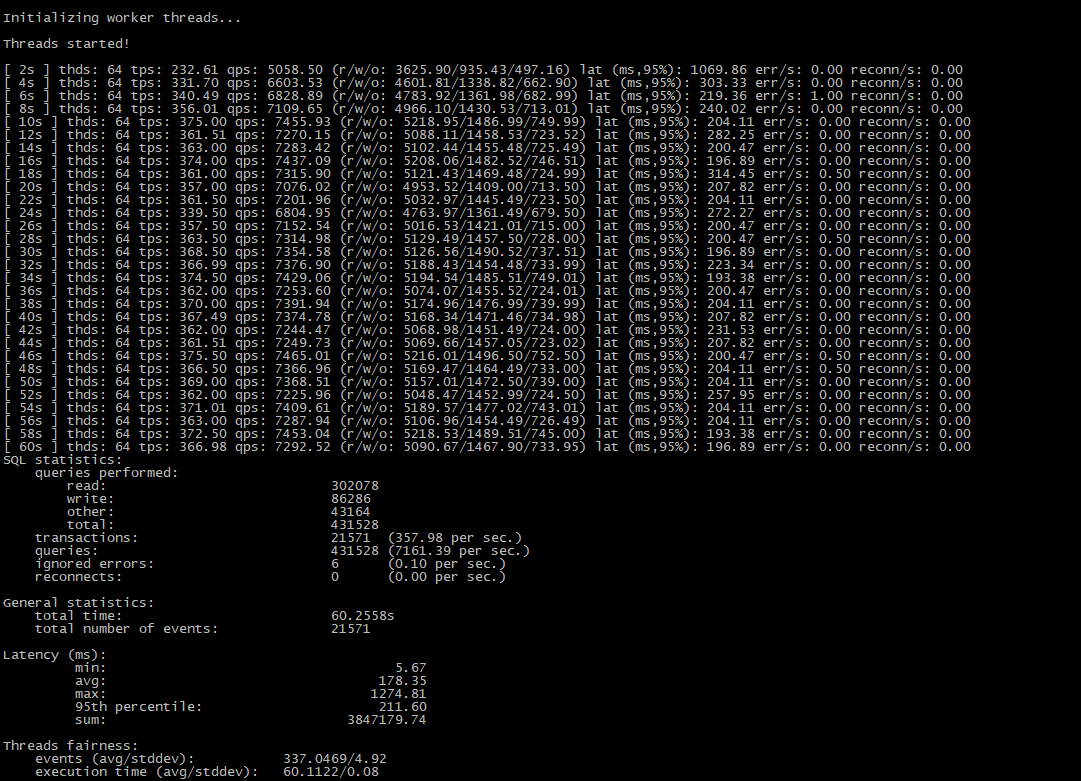 Initializing worker threads...
Threads started!
[ 2s ] thds: 64 tps: 232.61 qps: 5058.50 (r/w/o: 3625.90/935.43/497.16) lat (ms,95%): 1069.86 err/s: 0.00 reconn/s: 0.00
[ 4s ] thds: 64 tps: 331.70 qps: 6603.53 (r/w/o: 4601.81/1338.82/662.90) lat (ms,95%): 303.33 err/s: 0.00 reconn/s: 0.00
[ 6s ] thds: 64 tps: 340.49 qps: 6828.89 (r/w/o: 4783.92/1361.98/682.99) lat (ms,95%): 219.36 err/s: 1.00 reconn/s: 0.00
[ 8s ] thds: 64 tps: 356.01 qps: 7109.65 (r/w/o: 4966.10/1430.53/713.01) lat (ms,95%): 240.02 err/s: 0.00 reconn/s: 0.00
[ 10s ] thds: 64 tps: 375.00 qps: 7455.93 (r/w/o: 5218.95/1486.99/749.99) lat (ms,95%): 204.11 err/s: 0.00 reconn/s: 0.00
[ 12s ] thds: 64 tps: 361.51 qps: 7270.15 (r/w/o: 5088.11/1458.53/723.52) lat (ms,95%): 282.25 err/s: 0.00 reconn/s: 0.00
[ 14s ] thds: 64 tps: 363.00 qps: 7283.42 (r/w/o: 5102.44/1455.48/725.49) lat (ms,95%): 200.47 err/s: 0.00 reconn/s: 0.00
[ 16s ] thds: 64 tps: 374.00 qps: 7437.09 (r/w/o: 5208.06/1482.52/746.51) lat (ms,95%): 196.89 err/s: 0.00 reconn/s: 0.00
[ 18s ] thds: 64 tps: 361.00 qps: 7315.90 (r/w/o: 5121.43/1469.48/724.99) lat (ms,95%): 314.45 err/s: 0.50 reconn/s: 0.00
[ 20s ] thds: 64 tps: 357.00 qps: 7076.02 (r/w/o: 4953.52/1409.00/713.50) lat (ms,95%): 207.82 err/s: 0.00 reconn/s: 0.00
[ 22s ] thds: 64 tps: 361.50 qps: 7201.96 (r/w/o: 5032.97/1445.49/723.50) lat (ms,95%): 204.11 err/s: 0.00 reconn/s: 0.00
[ 24s ] thds: 64 tps: 339.50 qps: 6804.95 (r/w/o: 4763.97/1361.49/679.50) lat (ms,95%): 272.27 err/s: 0.00 reconn/s: 0.00
[ 26s ] thds: 64 tps: 357.50 qps: 7152.54 (r/w/o: 5016.53/1421.01/715.00) lat (ms,95%): 200.47 err/s: 0.00 reconn/s: 0.00
[ 28s ] thds: 64 tps: 363.50 qps: 7314.98 (r/w/o: 5129.49/1457.50/728.00) lat (ms,95%): 200.47 err/s: 0.50 reconn/s: 0.00
[ 30s ] thds: 64 tps: 368.50 qps: 7354.58 (r/w/o: 5126.56/1490.52/737.51) lat (ms,95%): 196.89 err/s: 0.00 reconn/s: 0.00
[ 32s ] thds: 64 tps: 366.99 qps: 7376.90 (r/w/o: 5188.43/1454.48/733.99) lat (ms,95%): 223.34 err/s: 0.00 reconn/s: 0.00
[ 34s ] thds: 64 tps: 374.50 qps: 7429.06 (r/w/o: 5194.54/1485.51/749.01) lat (ms,95%): 193.38 err/s: 0.00 reconn/s: 0.00
[ 36s ] thds: 64 tps: 362.00 qps: 7253.60 (r/w/o: 5074.07/1455.52/724.01) lat (ms,95%): 200.47 err/s: 0.00 reconn/s: 0.00
[ 38s ] thds: 64 tps: 370.00 qps: 7391.94 (r/w/o: 5174.96/1476.99/739.99) lat (ms,95%): 204.11 err/s: 0.00 reconn/s: 0.00
[ 40s ] thds: 64 tps: 367.49 qps: 7374.78 (r/w/o: 5168.34/1471.46/734.98) lat (ms,95%): 207.82 err/s: 0.00 reconn/s: 0.00
[ 42s ] thds: 64 tps: 362.00 qps: 7244.47 (r/w/o: 5068.98/1451.49/724.00) lat (ms,95%): 231.53 err/s: 0.00 reconn/s: 0.00
[ 44s ] thds: 64 tps: 361.51 qps: 7249.73 (r/w/o: 5069.66/1457.05/723.02) lat (ms,95%): 207.82 err/s: 0.00 reconn/s: 0.00
[ 46s ] thds: 64 tps: 375.50 qps: 7465.01 (r/w/o: 5216.01/1496.50/752.50) lat (ms,95%): 200.47 err/s: 0.50 reconn/s: 0.00
[ 48s ] thds: 64 tps: 366.50 qps: 7366.96 (r/w/o: 5169.47/1464.49/733.00) lat (ms,95%): 204.11 err/s: 0.50 reconn/s: 0.00
[ 50s ] thds: 64 tps: 369.00 qps: 7368.51 (r/w/o: 5157.01/1472.50/739.00) lat (ms,95%): 204.11 err/s: 0.00 reconn/s: 0.00
[ 52s ] thds: 64 tps: 362.00 qps: 7225.96 (r/w/o: 5048.47/1452.99/724.50) lat (ms,95%): 257.95 err/s: 0.00 reconn/s: 0.00
[ 54s ] thds: 64 tps: 371.01 qps: 7409.61 (r/w/o: 5189.57/1477.02/743.01) lat (ms,95%): 204.11 err/s: 0.00 reconn/s: 0.00
[ 56s ] thds: 64 tps: 363.00 qps: 7287.94 (r/w/o: 5106.96/1454.49/726.49) lat (ms,95%): 204.11 err/s: 0.00 reconn/s: 0.00
[ 58s ] thds: 64 tps: 372.50 qps: 7453.04 (r/w/o: 5218.53/1489.51/745.00) lat (ms,95%): 193.38 err/s: 0.00 reconn/s: 0.00
[ 60s ] thds: 64 tps: 366.98 qps: 7292.52 (r/w/o: 5090.67/1467.90/733.95) lat (ms,95%): 196.89 err/s: 0.00 reconn/s: 0.00
SQL statistics:
queries performed:
read: 302078
write: 86286
other: 43164
total: 431528
transactions: 21571 (357.98 per sec.)
queries: 431528 (7161.39 per sec.)
ignored errors: 6 (0.10 per sec.)
reconnects: 0 (0.00 per sec.)
General statistics:
total time: 60.2558s
total number of events: 21571
Latency (ms):
min: 5.67
avg: 178.35
max: 1274.81
95th percentile: 211.60
sum: 3847179.74
Threads fairness:
events (avg/stddev): 337.0469/4.92
execution time (avg/stddev): 60.1122/0.08